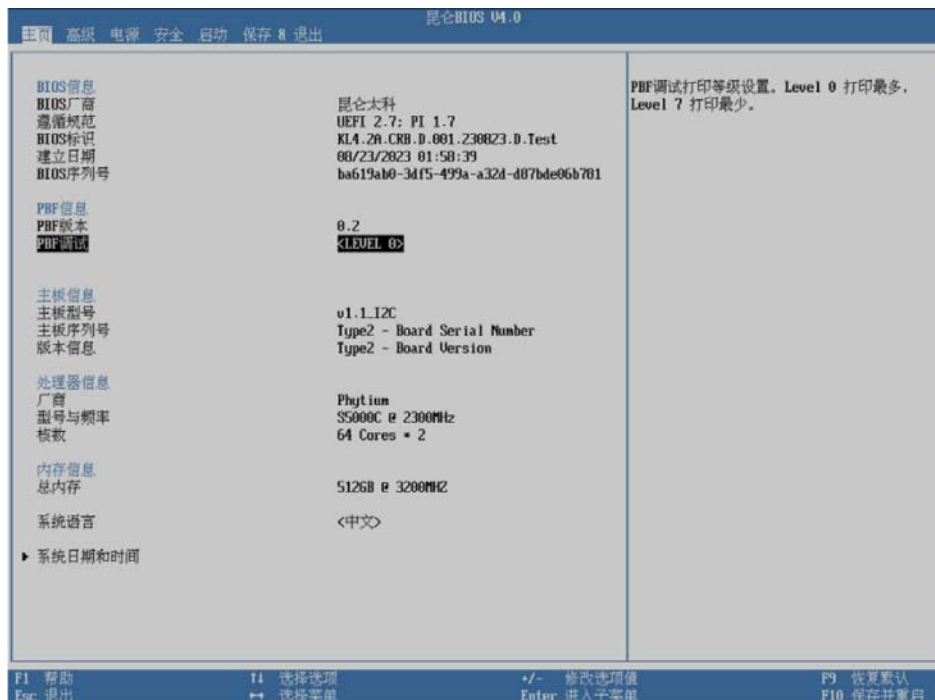 昆仑BIOS V4.0
主页 高级 电源 安全 启动 保存 & 退出
BIOS信息
BIOS厂商 昆仑太科
遵循规范 UEFI 2.7; PI 1.7
BIOS标识 KL4.2A.CRB.D.001.230823.D.Test
建立日期 08/23/2023 01:58:39
BIOS序列号 ba619ab0-3df5-499a-a32d-d87bde06b781
PBF信息
PBF版本 0.2
PBF调试 <LEVEL 0>
主板信息
主板型号 v1.1_I2C
主板序列号 Type2 - Board Serial Number
版本信息 Type2 - Board Version
处理器信息
厂商 Phytium
型号与频率 S5000C @ 2300MHz
核数 64 Cores * 2
内存信息
总内存 512GB @ 3200MHZ
系统语言 <中文>
系统日期和时间
PBF调试打印等级设置。Level 0 打印最多,
Level 7 打印最少。
F1 帮助 ↑↓ 选择选项 +/- 修改选项值 F9 恢复默认
Esc 退出 ↔ 选择菜单 Enter 进入子菜单 F10 保存并重启